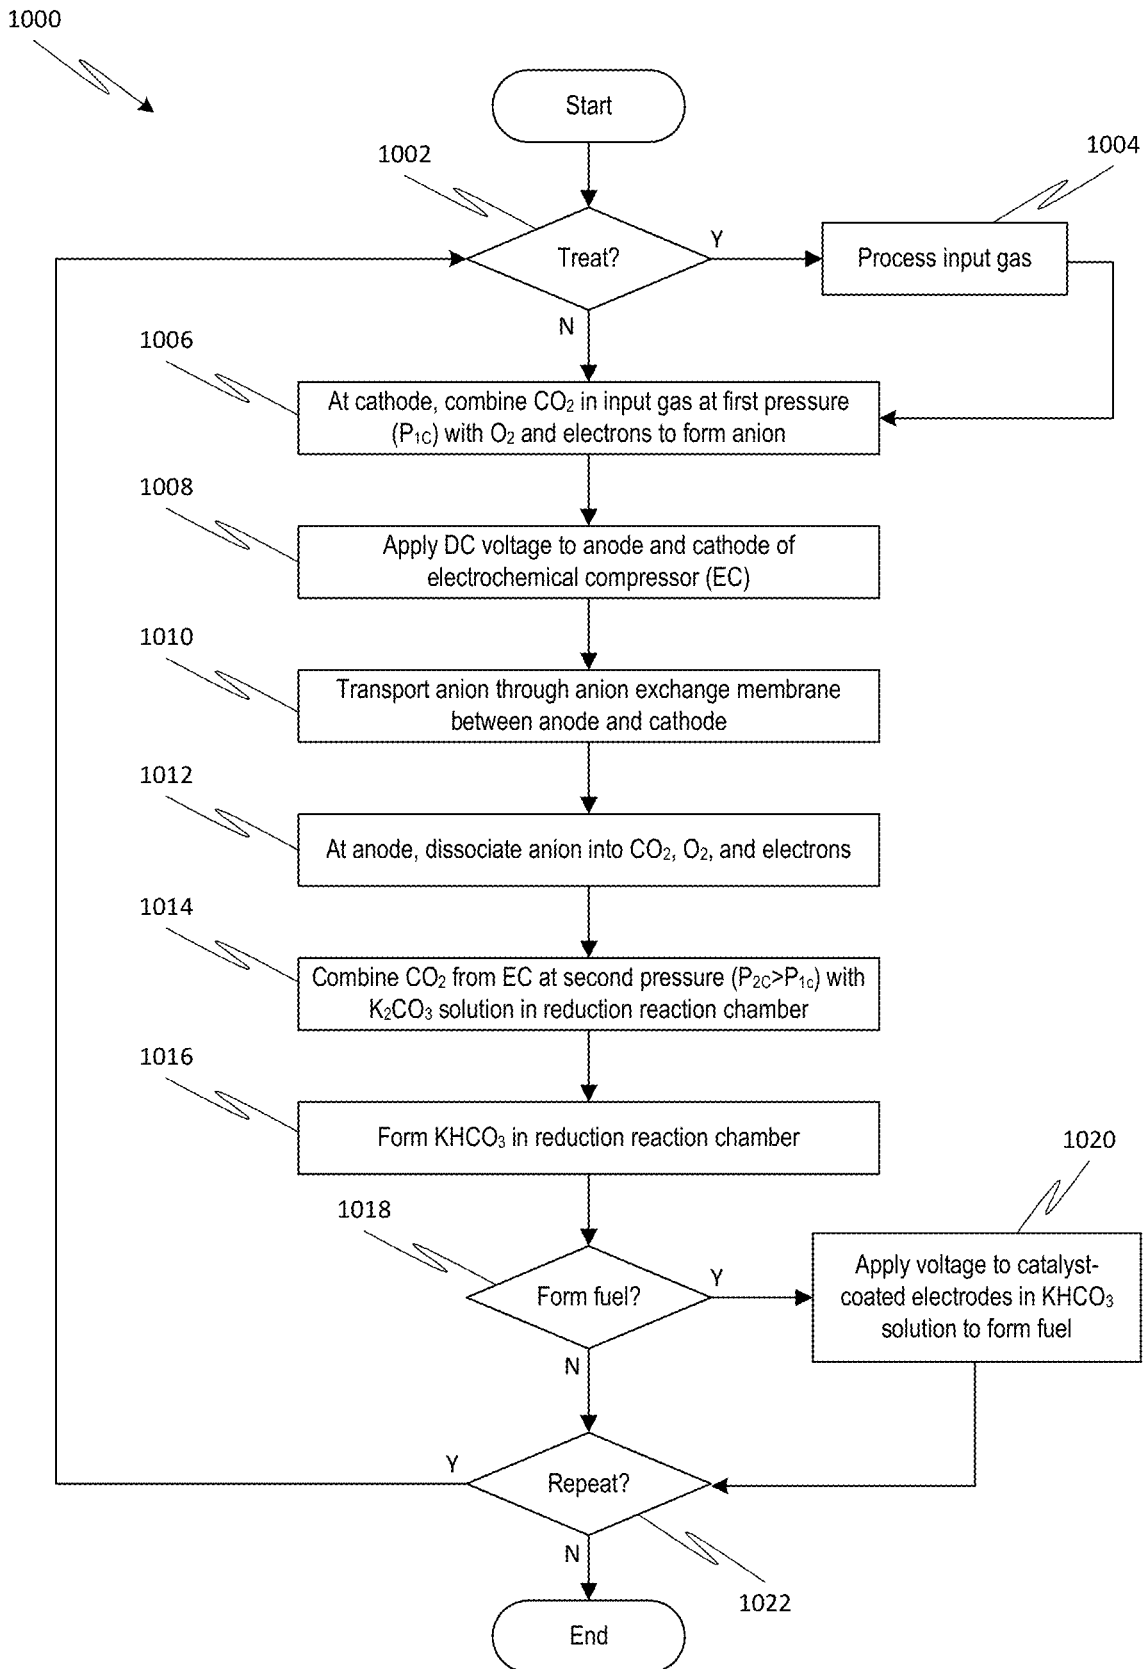 1000
Start
1002
1004
Treat?
Y
Process input gas
N
1006
At cathode, combine CO₂ in input gas at first pressure
(P₁C) with O₂ and electrons to form anion
1008
Apply DC voltage to anode and cathode of
electrochemical compressor (EC)
1010
Transport anion through anion exchange membrane
between anode and cathode
1012
At anode, dissociate anion into CO₂, O₂, and electrons
1014
Combine CO₂ from EC at second pressure (P₂C>P₁c) with
K₂CO₃ solution in reduction reaction chamber
1016
Form KHCO₃ in reduction reaction chamber
1018
1020
Form fuel?
Y
Apply voltage to catalyst-
coated electrodes in KHCO₃
solution to form fuel
N
Y
Repeat?
N
1022
End